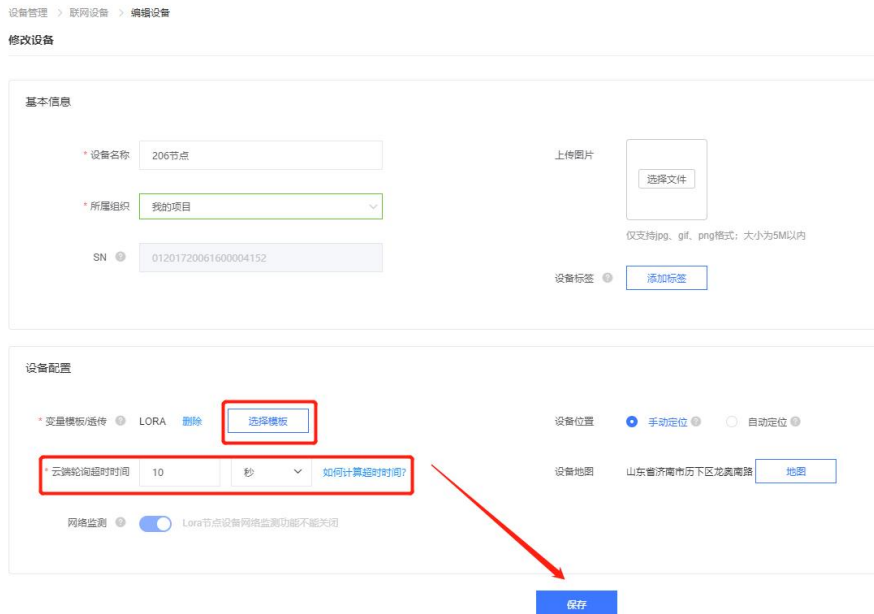 设备管理 > 联网设备 > 编辑设备
修改设备
基本信息
* 设备名称 206节点
上传图片 选择文件
* 所属组织 我的项目
仅支持jpg、gif、png格式; 大小为5M以内
SN 01201720061600004152
设备标签 添加标签
设备配置
* 变量模板/透传 LORA 删除 选择模板
设备位置 手动定位 自动定位
* 云端轮询超时时间 10 秒 如何计算超时时间?
设备地图 山东省济南市历下区龙奥南路 地图
网络监测 Lora节点设备网络监测功能不能关闭
保存